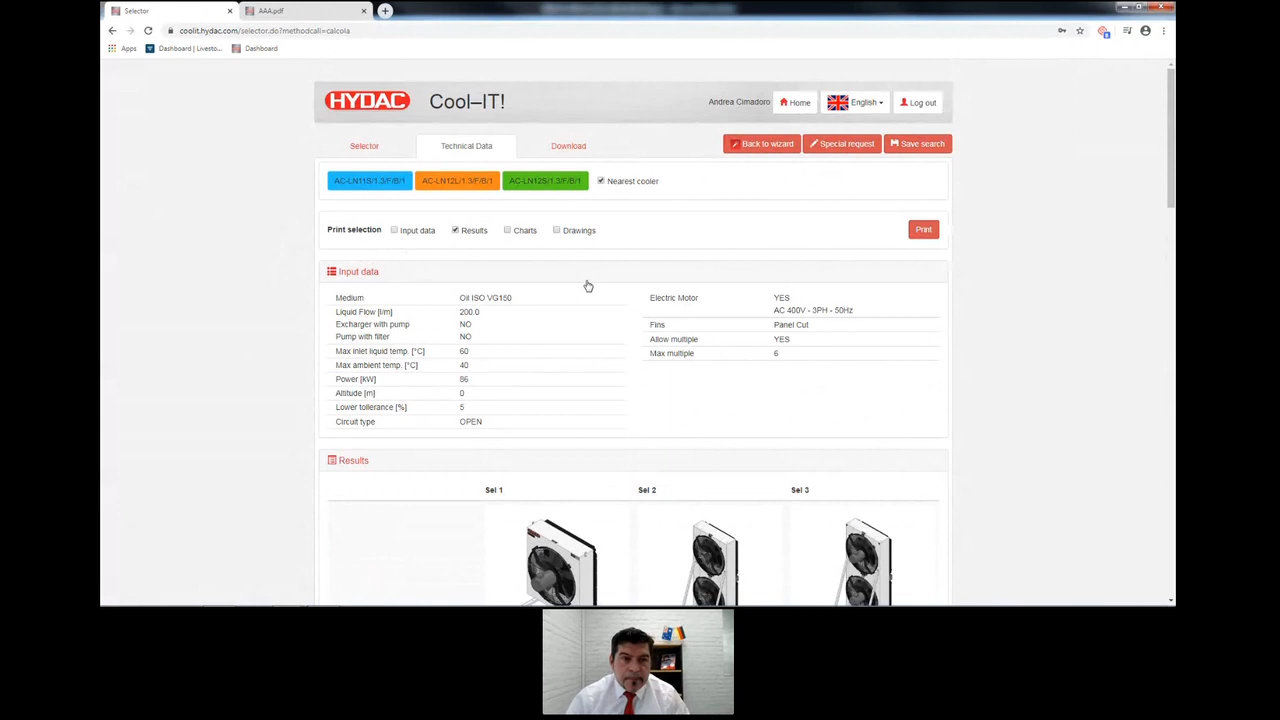 Selector
AAA.pdf
coolit.hydac.com/selector.do?methodcall=calcola
Apps
Dashboard | Livesto...
Dashboard
HYDAC
Cool–IT!
Andrea Cimadoro
Home
English
Log out
Selector
Technical Data
Download
Back to wizard
Special request
Save search
AC-LN11S/1.3/F/B/1
AC-LN12L/1.3/F/B/1
AC-LN12S/1.3/F/B/1
Nearest cooler
Print selection
Input data
Results
Charts
Drawings
Print
Input data
Medium Oil ISO VG150
Liquid Flow [l/m] 200.0
Excharger with pump NO
Pump with filter NO
Max inlet liquid temp. [°C] 60
Max ambient temp. [°C] 40
Power [kW] 86
Altitude [m] 0
Lower tollerance [%] 5
Circuit type OPEN
Electric Motor YES
AC 400V - 3PH - 50Hz
Fins Panel Cut
Allow multiple YES
Max multiple 6
Results
Sel 1
Sel 2
Sel 3